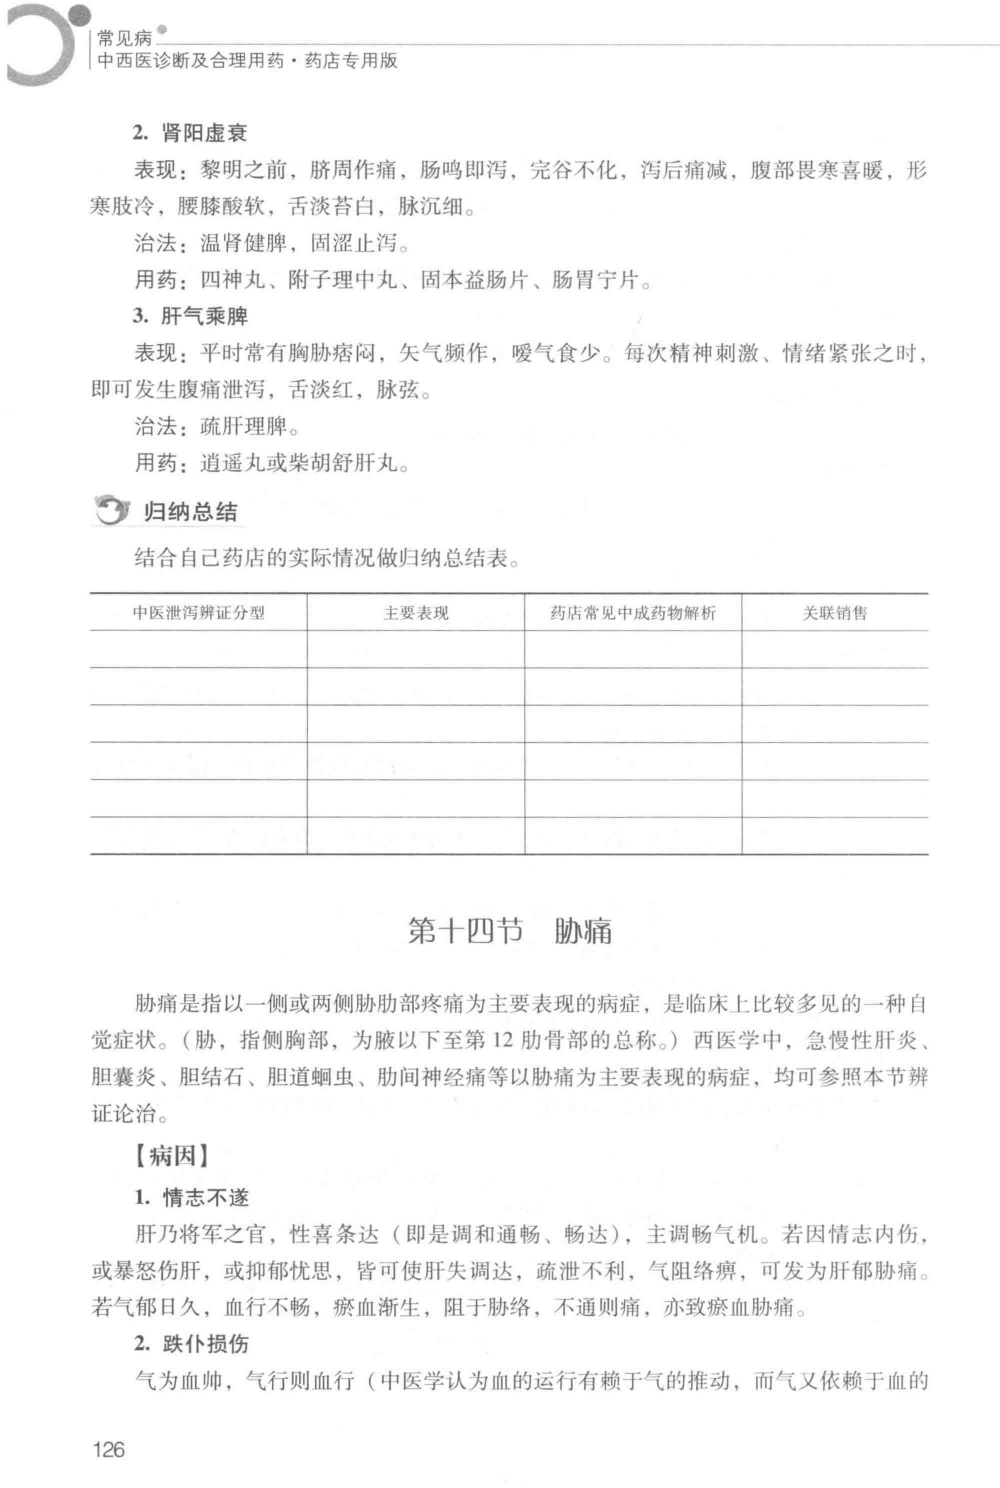 常见病
中西医诊断及合理用药·药店专用版
2. 肾阳虚衰
表现：黎明之前，脐周作痛，肠鸣即泻，完谷不化，泻后痛减，腹部畏寒喜暖，形
寒肢冷，腰膝酸软，舌淡苔白，脉沉细。
治法：温肾健脾，固涩止泻。
用药：四神丸、附子理中丸、固本益肠片、肠胃宁片。
3. 肝气乘脾
表现：平时常有胸胁痞闷，矢气频作，嗳气食少。每次精神刺激、情绪紧张之时，
即可发生腹痛泄泻，舌淡红，脉弦。
治法：疏肝理脾。
用药：逍遥丸或柴胡舒肝丸。
归纳总结
结合自己药店的实际情况做归纳总结表。
中医泄泻辨证分型 主要表现 药店常见中成药物解析 关联销售
第十四节 胁痛
胁痛是指以一侧或两侧胁肋部疼痛为主要表现的病症，是临床上比较多见的一种自
觉症状。（胁，指侧胸部，为腋以下至第 12 肋骨部的总称。）西医学中，急慢性肝炎、
胆囊炎、胆结石、胆道蛔虫、肋间神经痛等以胁痛为主要表现的病症，均可参照本节辨
证论治。
【病因】
1. 情志不遂
肝乃将军之官，性喜条达（即是调和通畅、畅达），主调畅气机。若因情志内伤，
或暴怒伤肝，或抑郁忧思，皆可使肝失调达，疏泄不利，气阻络痹，可发为肝郁胁痛。
若气郁日久，血行不畅，瘀血渐生，阻于胁络，不通则痛，亦致瘀血胁痛。
2. 跌仆损伤
气为血帅，气行则血行（中医学认为血的运行有赖于气的推动，而气又依赖于血的
126